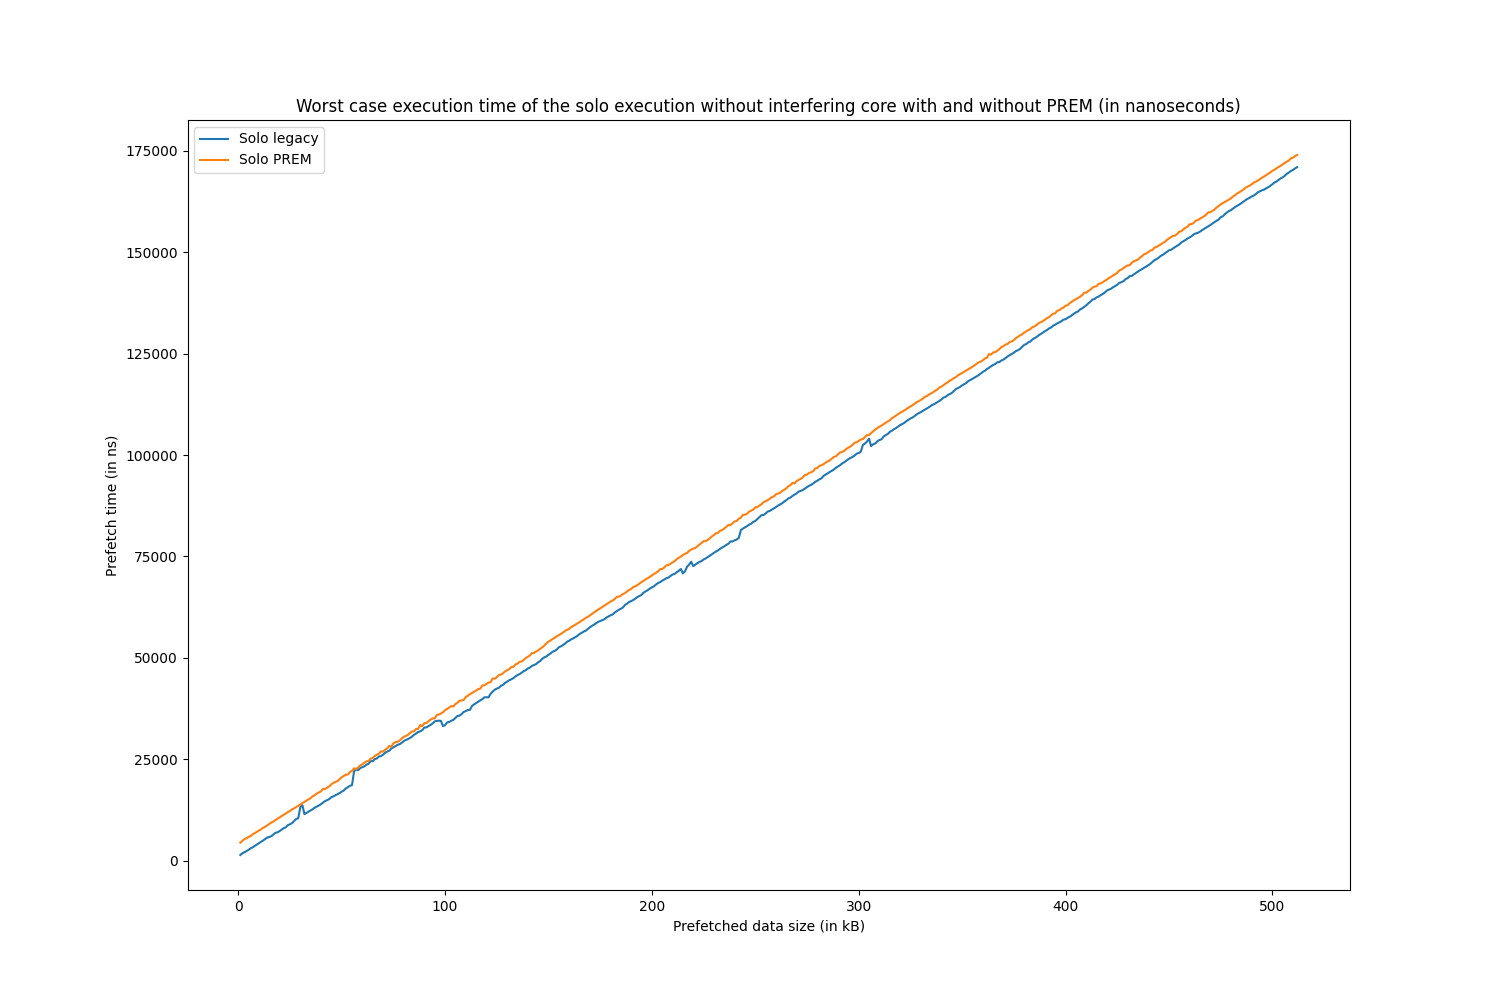 Worst case execution time of the solo execution without interfering core with and without PREM (in nanoseconds)
Solo legacy
Solo PREM
175000
150000
125000
100000
75000
50000
25000
0
Prefetch time (in ns)
0 100 200 300 400 500
Prefetched data size (in kB)